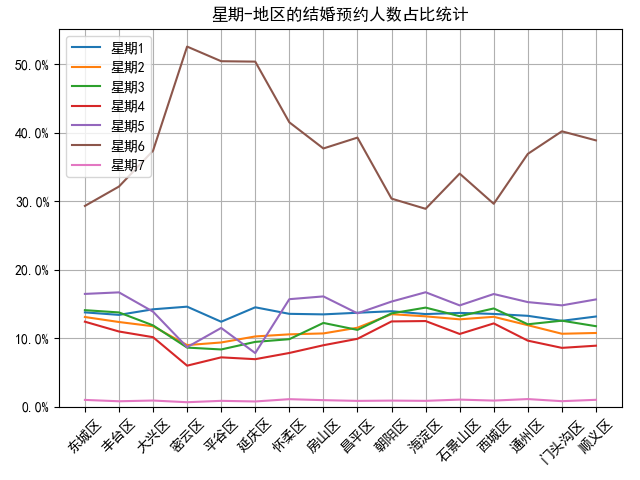 星期-地区的结婚预约人数占比统计
50.0%
40.0%
30.0%
20.0%
10.0%
0.0%
星期1
星期2
星期3
星期4
星期5
星期6
星期7
东城区
丰台区
大兴区
密云区
平谷区
延庆区
怀柔区
房山区
昌平区
朝阳区
海淀区
石景山区
西城区
通州区
门头沟区
顺义区